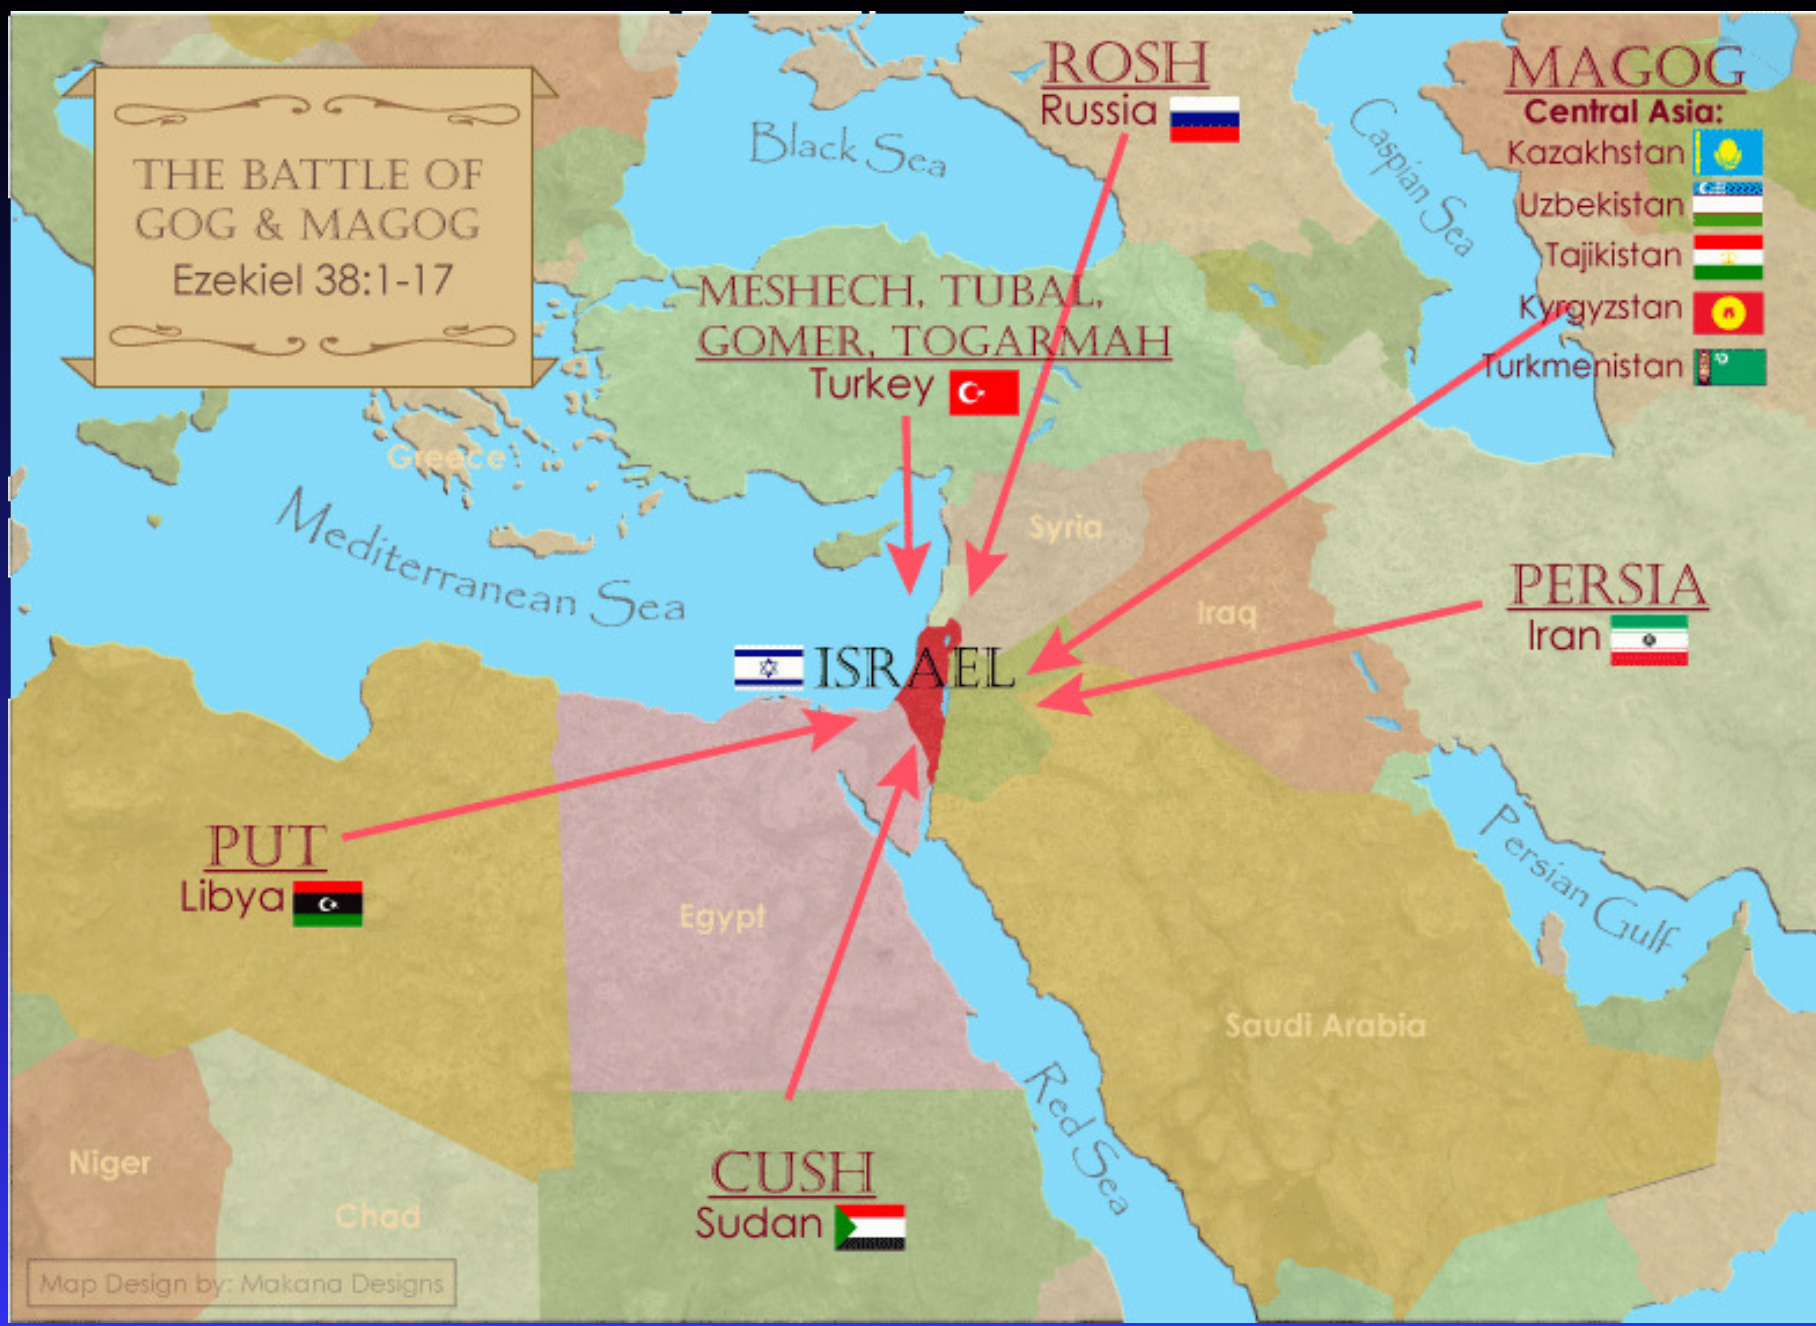 THE BATTLE OF
GOG & MAGOG
Ezekiel 38:1-17
ROSH
Russia
MAGOG
Central Asia:
Kazakhstan
Uzbekistan
Tajikistan
Kyrgyzstan
Turkmenistan
Black Sea
Caspian Sea
MESHECH, TUBAL,
GOMER, TOGARMAH
Turkey
Greece
Mediterranean Sea
Syria
Iraq
PERSIA
Iran
ISRAEL
PUT
Libya
Egypt
Persian Gulf
Saudi Arabia
Red Sea
Niger
Chad
CUSH
Sudan
Map Design by: Makana Designs